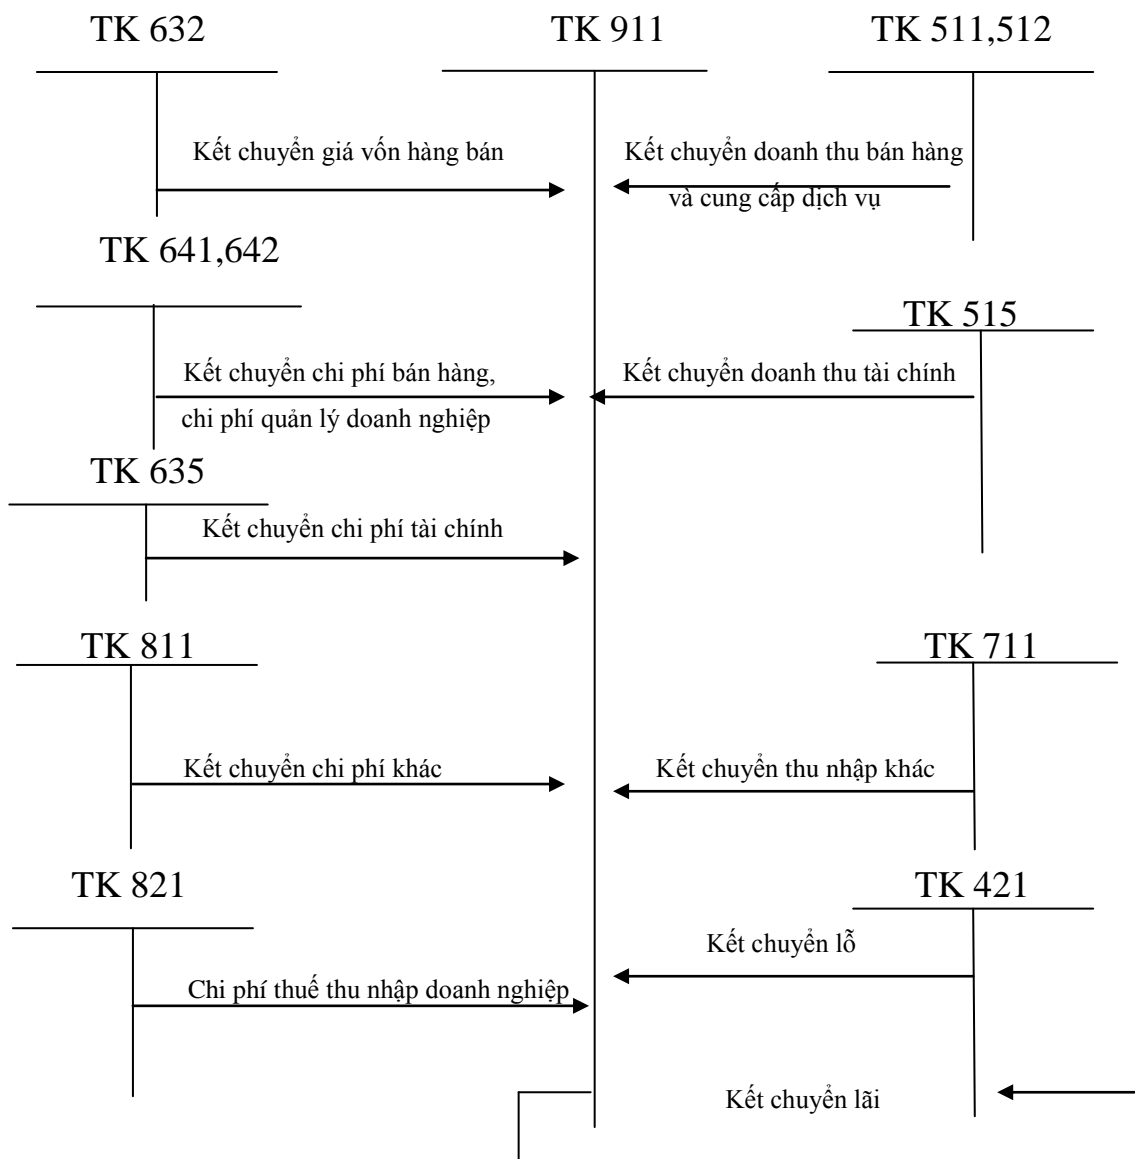 TK 632
TK 911
TK 511,512
Kết chuyển giá vốn hàng bán
Kết chuyển doanh thu bán hàng
và cung cấp dịch vụ
TK 641,642
TK 515
Kết chuyển chi phí bán hàng,
chi phí quản lý doanh nghiệp
Kết chuyển doanh thu tài chính
TK 635
Kết chuyển chi phí tài chính
TK 811
TK 711
Kết chuyển chi phí khác
Kết chuyển thu nhập khác
TK 821
TK 421
Kết chuyển lỗ
Chi phí thuế thu nhập doanh nghiệp
Kết chuyển lãi